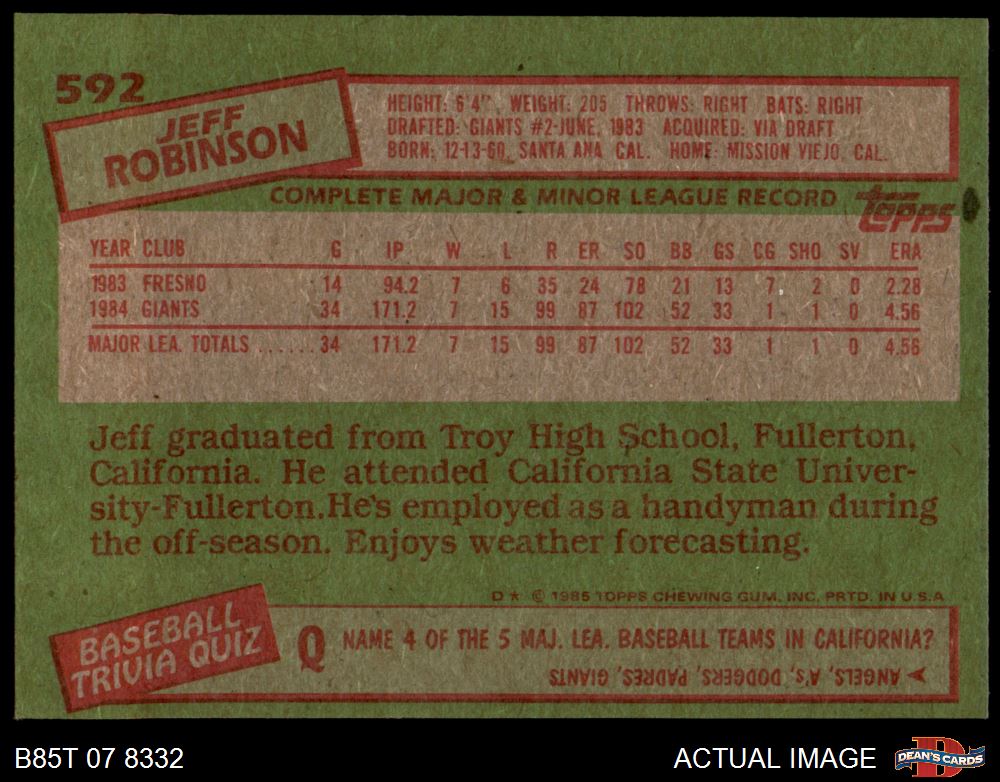 592
JEFF
ROBINSON
HEIGHT: 6'4" WEIGHT: 205 THROWS: RIGHT BATS: RIGHT
DRAFTED: GIANTS #2-JUNE, 1983 ACQUIRED: VIA DRAFT
BORN: 12-13-60, SANTA ANA CAL. HOME: MISSION VIEJO, CAL.
COMPLETE MAJOR & MINOR LEAGUE RECORD
topps
YEAR CLUB G IP W L R ER SO BB GS CG SHO SV ERA
1983 FRESNO 14 94.2 7 6 35 24 78 21 13 7 2 0 2.28
1984 GIANTS 34 171.2 7 15 99 87 102 52 33 1 1 0 4.56
MAJOR LEA. TOTALS ...... 34 171.2 7 15 99 87 102 52 33 1 1 0 4.56
Jeff graduated from Troy High School, Fullerton,
California. He attended California State Univer-
sity-Fullerton. He's employed as a handyman during
the off-season. Enjoys weather forecasting.
D * © 1985 TOPPS CHEWING GUM, INC. PRTD. IN U.S.A.
BASEBALL
TRIVIA QUIZ
Q NAME 4 OF THE 5 MAJ. LEA. BASEBALL TEAMS IN CALIFORNIA?
ANGELS, A's, DODGERS, PADRES, GIANTS
B85T 07 8332
ACTUAL IMAGE
D
DEAN'S CARDS